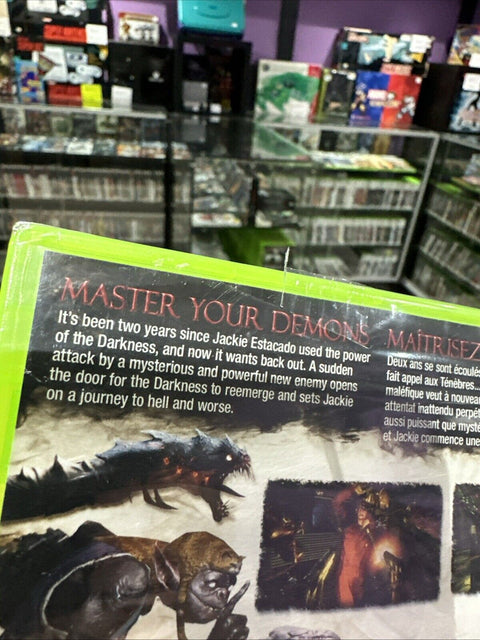 MASTER YOUR DEMONS
It's been two years since Jackie Estacado used the power
of the Darkness, and now it wants back out. A sudden
attack by a mysterious and powerful new enemy opens
the door for the Darkness to reemerge and sets Jackie
on a journey to hell and worse.
MAÎTRISEZ
Deux ans se sont écoulés
fait appel aux Ténèbres...
maléfique veut à nouveau
attentat inattendu perpét
aussi puissant que mysté
et Jackie commence une